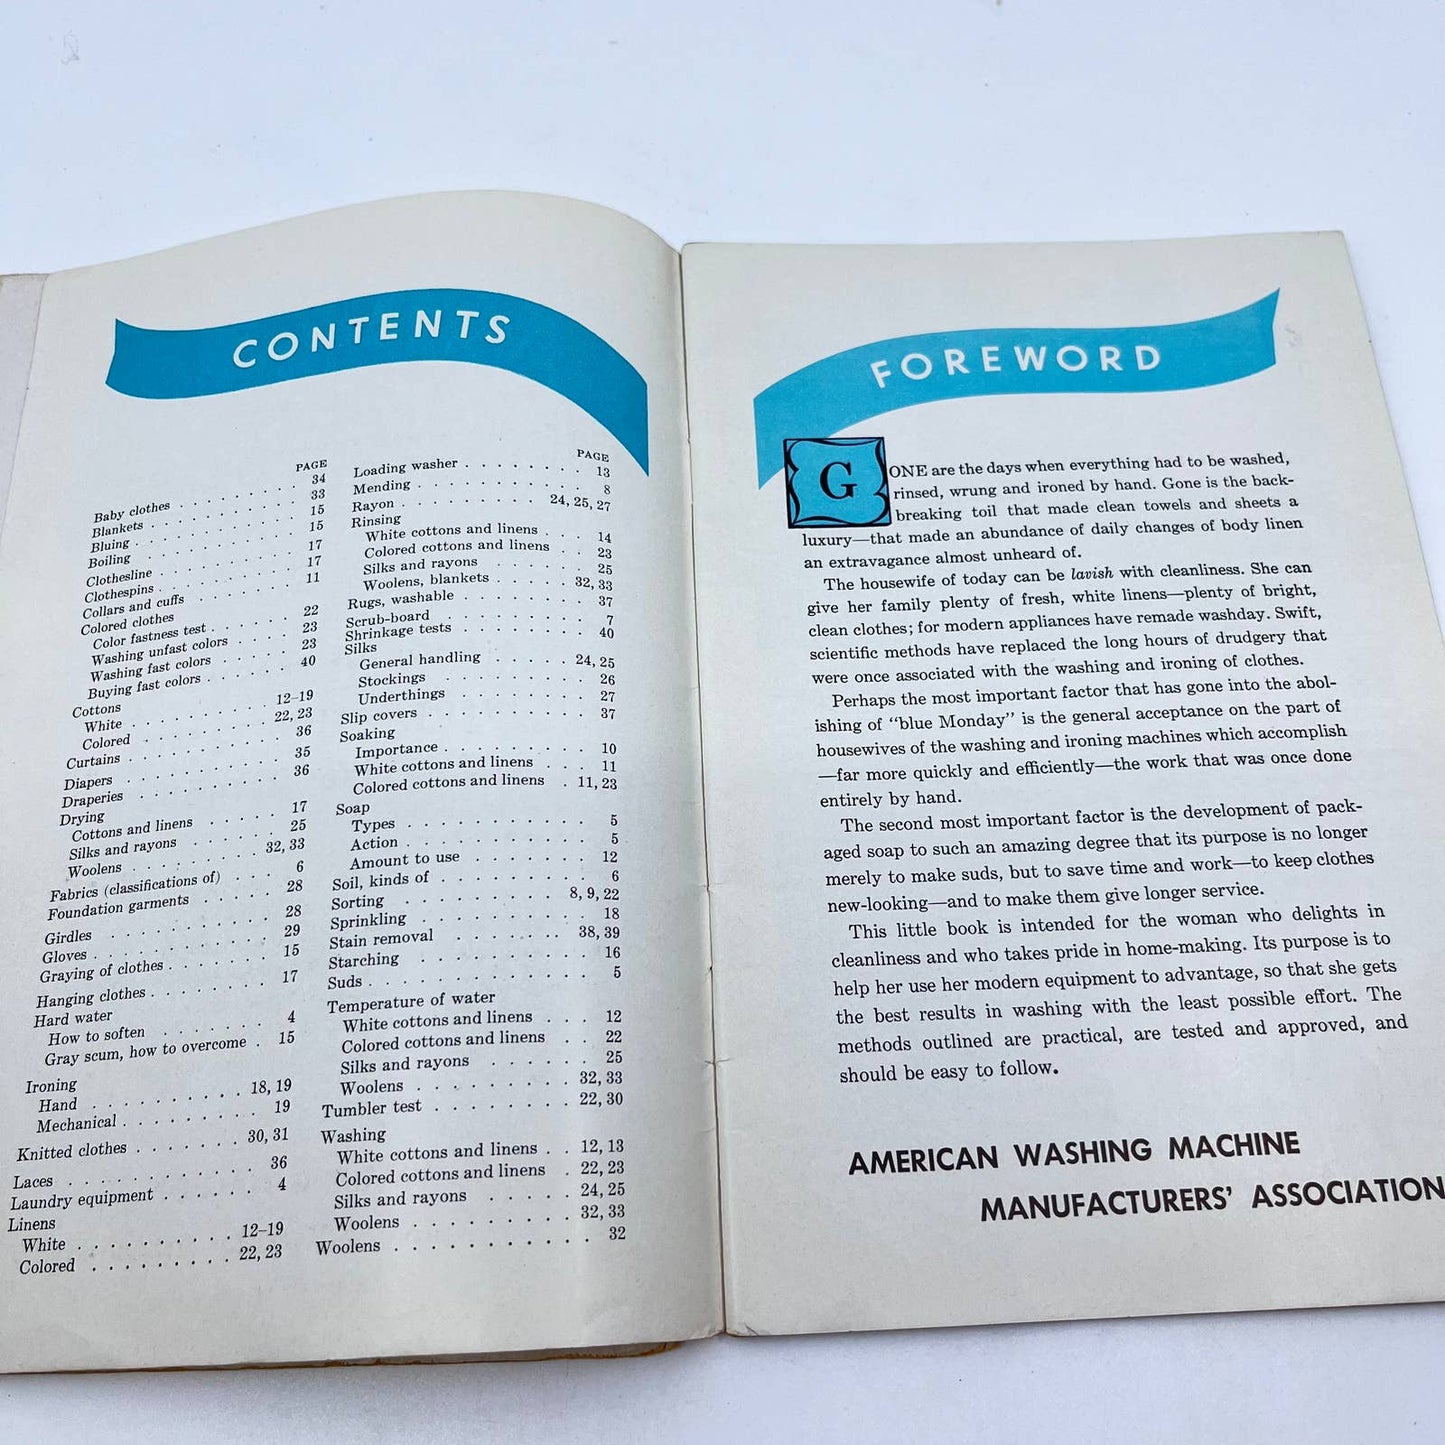 CONTENTS
PAGE
Baby clothes . . . . . . . . 34
Blankets . . . . . . . . . . 33
Bluing . . . . . . . . . . . 15
Boiling . . . . . . . . . . 15
Clothesline . . . . . . . . . 17
Clothespins . . . . . . . . . 17
Collars and cuffs . . . . . . . 11
Colored clothes
Color fastness test . . . . . . 22
Washing unfast colors . . . . . 23
Washing fast colors . . . . . . 23
Buying fast colors . . . . . . 40
Cottons
White . . . . . . . . . . 12–19
Colored . . . . . . . . . 22, 23
Curtains . . . . . . . . . . 36
Diapers . . . . . . . . . . 35
Draperies . . . . . . . . . . 36
Drying
Cottons and linens . . . . . . 17
Silks and rayons . . . . . . . 25
Woolens . . . . . . . . . 32, 33
Fabrics (classifications of) . . . 6
Foundation garments . . . . . 28
Girdles . . . . . . . . . . 28
Gloves . . . . . . . . . . . 29
Graying of clothes . . . . . . . 15
Hanging clothes . . . . . . . . 17
Hard water
How to soften . . . . . . . . 4
Gray scum, how to overcome . 15
Ironing
Hand . . . . . . . . . . 18, 19
Mechanical . . . . . . . . . 19
Knitted clothes . . . . . . . 30, 31
Laces . . . . . . . . . . . 36
Laundry equipment . . . . . . 4
Linens
White . . . . . . . . . . 12–19
Colored . . . . . . . . . 22, 23
PAGE
Loading washer . . . . . . . . 13
Mending . . . . . . . . . . . 8
Rayon . . . . . . . . . 24, 25, 27
Rinsing
White cottons and linens . . . 14
Colored cottons and linens . . 23
Silks and rayons . . . . . . 25
Woolens, blankets . . . . . 32, 33
Rugs, washable . . . . . . . . 37
Scrub-board . . . . . . . . . 7
Shrinkage tests . . . . . . . . 40
Silks
General handling . . . . . 24, 25
Stockings . . . . . . . . . 26
Underthings . . . . . . . . 27
Slip covers . . . . . . . . . 37
Soaking
Importance . . . . . . . . . 10
White cottons and linens . . . 11
Colored cottons and linens . 11, 23
Soap
Types . . . . . . . . . . . 5
Action . . . . . . . . . . . 5
Amount to use . . . . . . . 12
Soil, kinds of . . . . . . . . . 6
Sorting . . . . . . . . . 8, 9, 22
Sprinkling . . . . . . . . . . 18
Stain removal . . . . . . . 38, 39
Starching . . . . . . . . . . 16
Suds . . . . . . . . . . . . 5
Temperature of water
White cottons and linens . . . 12
Colored cottons and linens . . 22
Silks and rayons . . . . . . 25
Woolens . . . . . . . . . 32, 33
Tumbler test . . . . . . . . 22, 30
Washing
White cottons and linens . . 12, 13
Colored cottons and linens . 22, 23
Silks and rayons . . . . . 24, 25
Woolens . . . . . . . . . 32, 33
Woolens . . . . . . . . . . . 32
FOREWORD
GONE are the days when everything had to be washed,
rinsed, wrung and ironed by hand. Gone is the back-
breaking toil that made clean towels and sheets a
luxury—that made an abundance of daily changes of body linen
an extravagance almost unheard of.
The housewife of today can be lavish with cleanliness. She can
give her family plenty of fresh, white linens—plenty of bright,
clean clothes; for modern appliances have remade washday. Swift,
scientific methods have replaced the long hours of drudgery that
were once associated with the washing and ironing of clothes.
Perhaps the most important factor that has gone into the abol-
ishing of "blue Monday" is the general acceptance on the part of
housewives of the washing and ironing machines which accomplish
—far more quickly and efficiently—the work that was once done
entirely by hand.
The second most important factor is the development of pack-
aged soap to such an amazing degree that its purpose is no longer
merely to make suds, but to save time and work—to keep clothes
new-looking—and to make them give longer service.
This little book is intended for the woman who delights in
cleanliness and who takes pride in home-making. Its purpose is to
help her use her modern equipment to advantage, so that she gets
the best results in washing with the least possible effort. The
methods outlined are practical, are tested and approved, and
should be easy to follow.
AMERICAN WASHING MACHINE
MANUFACTURERS' ASSOCIATION